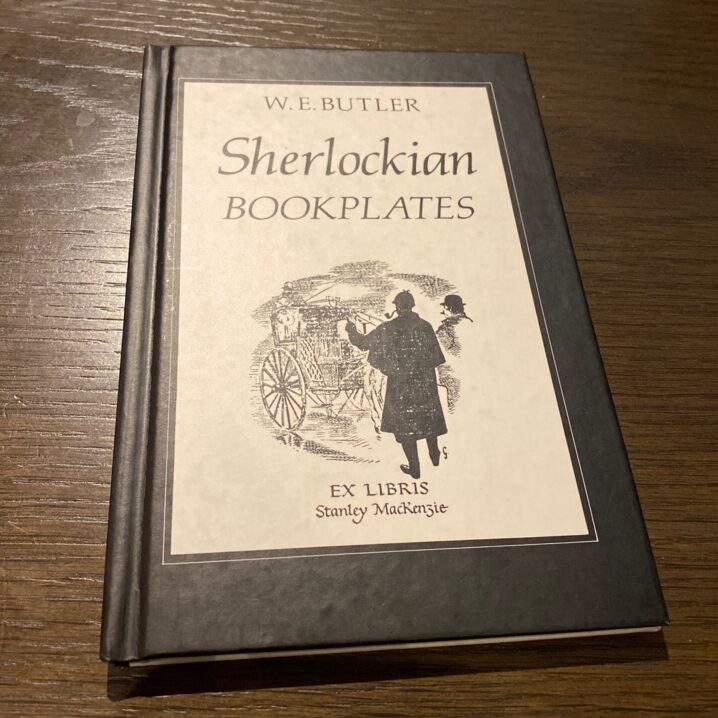 W. E. BUTLER
Sherlockian
BOOKPLATES
EX LIBRIS
Stanley MacKenzie